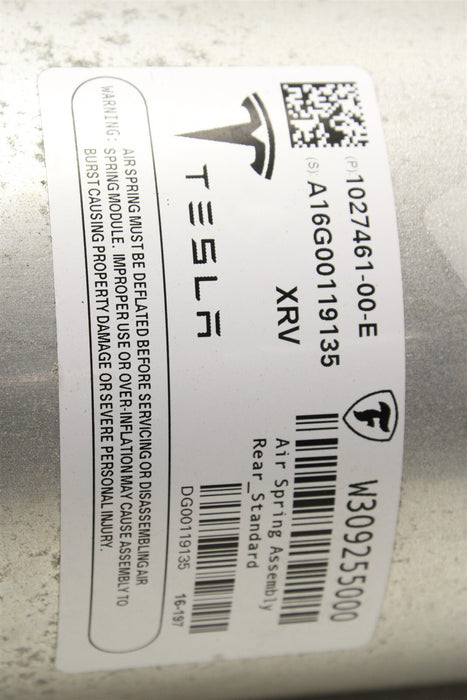 (P):1027461-00-E
(S):A16G00119135
XRV
TESLA
W309255000
Air Spring Assembly
Rear_Standard
DG00119135
16-197
WARNING: AIR SPRING MUST BE DEFLATED BEFORE SERVICING OR DISASSEMBLING AIR
SPRING MODULE. IMPROPER USE OR OVER-INFLATION MAY CAUSE ASSEMBLY TO
BURST CAUSING PROPERTY DAMAGE OR SEVERE PERSONAL INJURY.